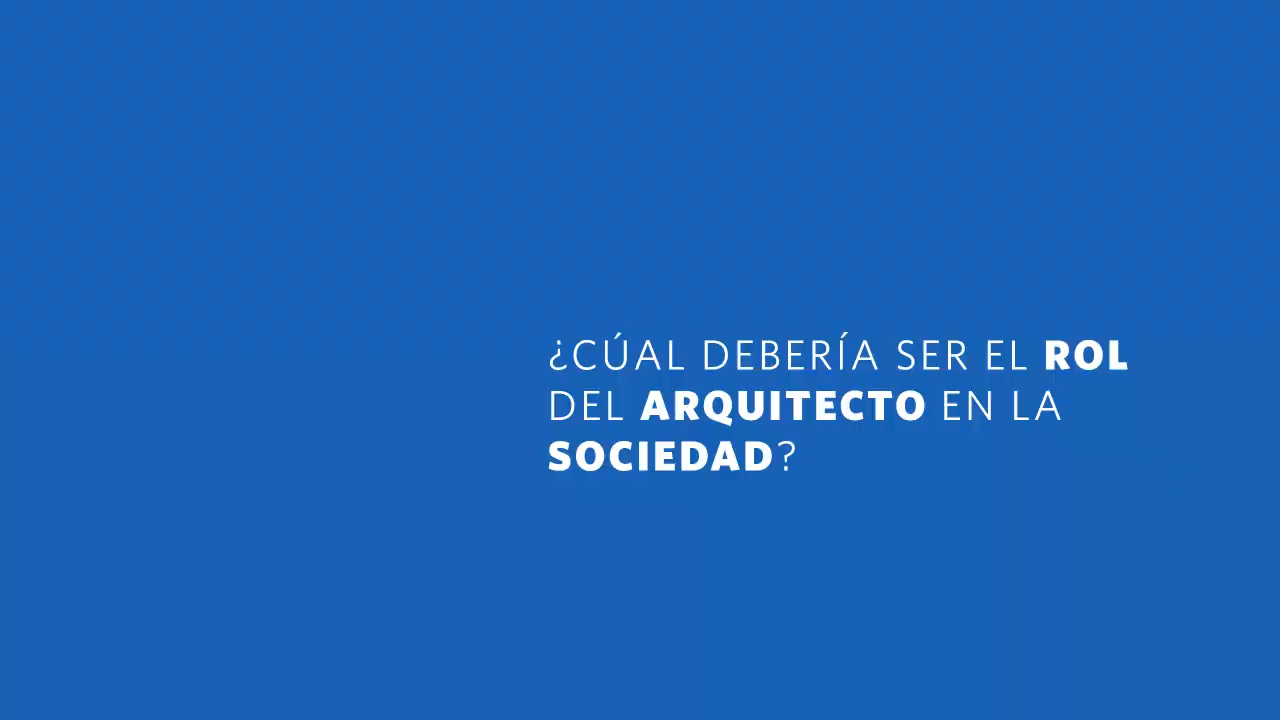 ¿CÚAL DEBERÍA SER EL ROL
DEL ARQUITECTO EN LA
SOCIEDAD?